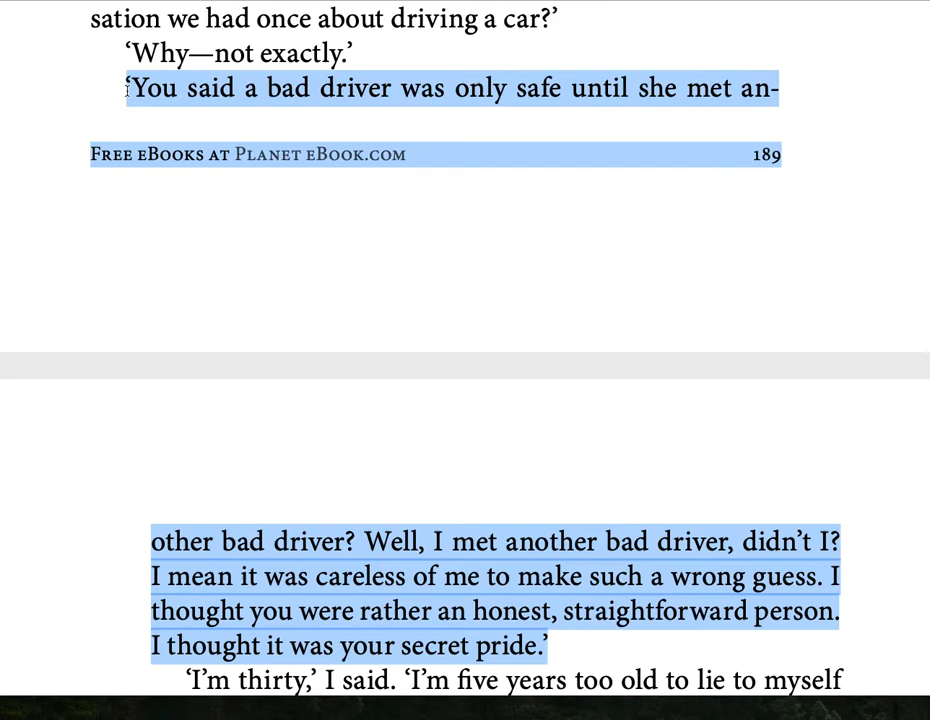 sation we had once about driving a car?’
‘Why—not exactly.’
‘You said a bad driver was only safe until she met an-
Free eBooks at Planet eBook.com 189
other bad driver? Well, I met another bad driver, didn’t I?
I mean it was careless of me to make such a wrong guess. I
thought you were rather an honest, straightforward person.
I thought it was your secret pride.’
‘I’m thirty,’ I said. ‘I’m five years too old to lie to myself